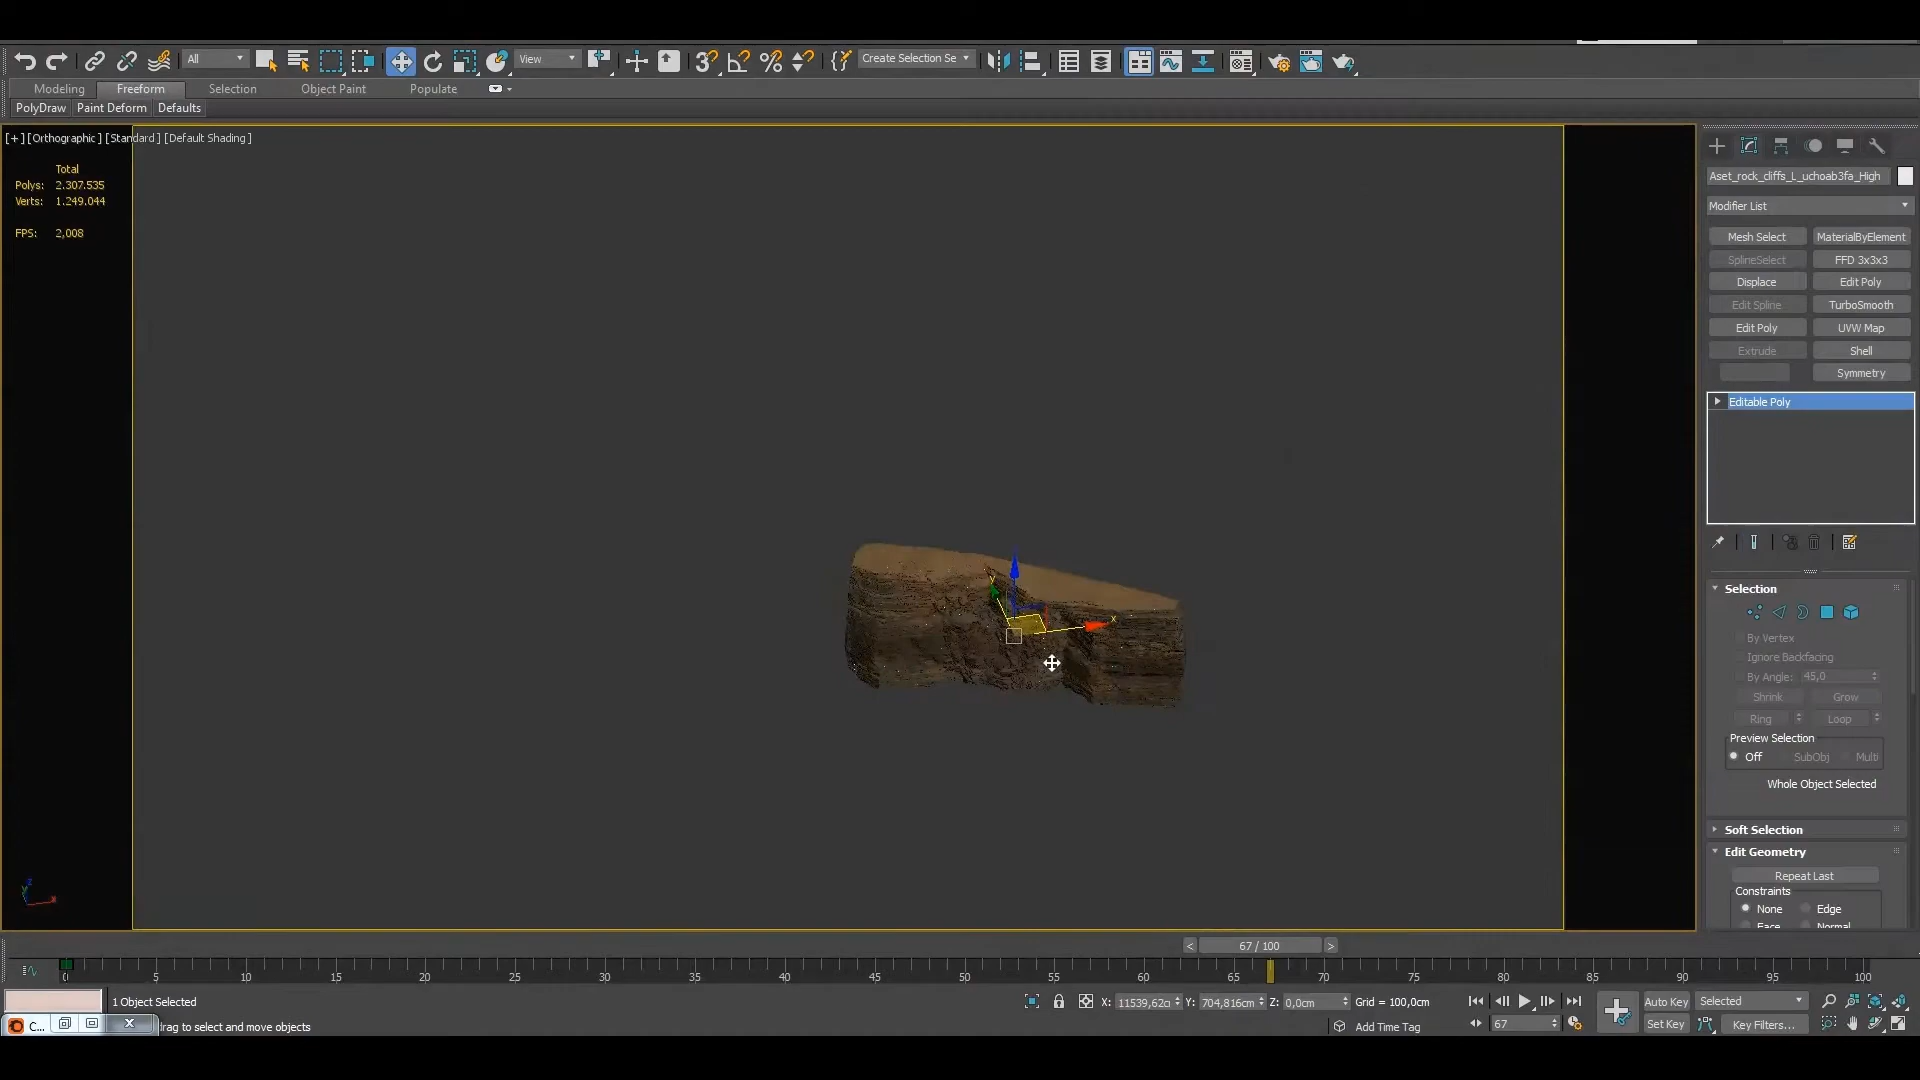 All
View
Create Selection Se
Modeling Freeform Selection Object Paint Populate
PolyDraw Paint Deform Defaults
[+] [Orthographic] [Standard] [Default Shading]
Total
Polys: 2.307.535
Verts: 1.249.044
FPS: 2,008
x
y
z
x
Aset_rock_cliffs_L_uchoab3fa_High
Modifier List
Mesh Select MaterialByElement
SplineSelect FFD 3x3x3
Displace Edit Poly
Edit Spline TurboSmooth
Edit Poly UVW Map
Extrude Shell
Symmetry
Editable Poly
Selection
By Vertex
Ignore Backfacing
By Angle: 45,0
Shrink Grow
Ring Loop
Preview Selection
Off SubObj Multi
Whole Object Selected
Soft Selection
Edit Geometry
Repeat Last
Constraints
None Edge
Face Normal
< 67 / 100 >
0 5 10 15 20 25 30 35 40 45 50 55 60 65 70 75 80 85 90 95 100
1 Object Selected
X: 11539,62c Y: 704,816cm Z: 0,0cm Grid = 100,0cm
Auto Key Selected
C... drag to select and move objects
Add Time Tag
67
Set Key Key Filters...